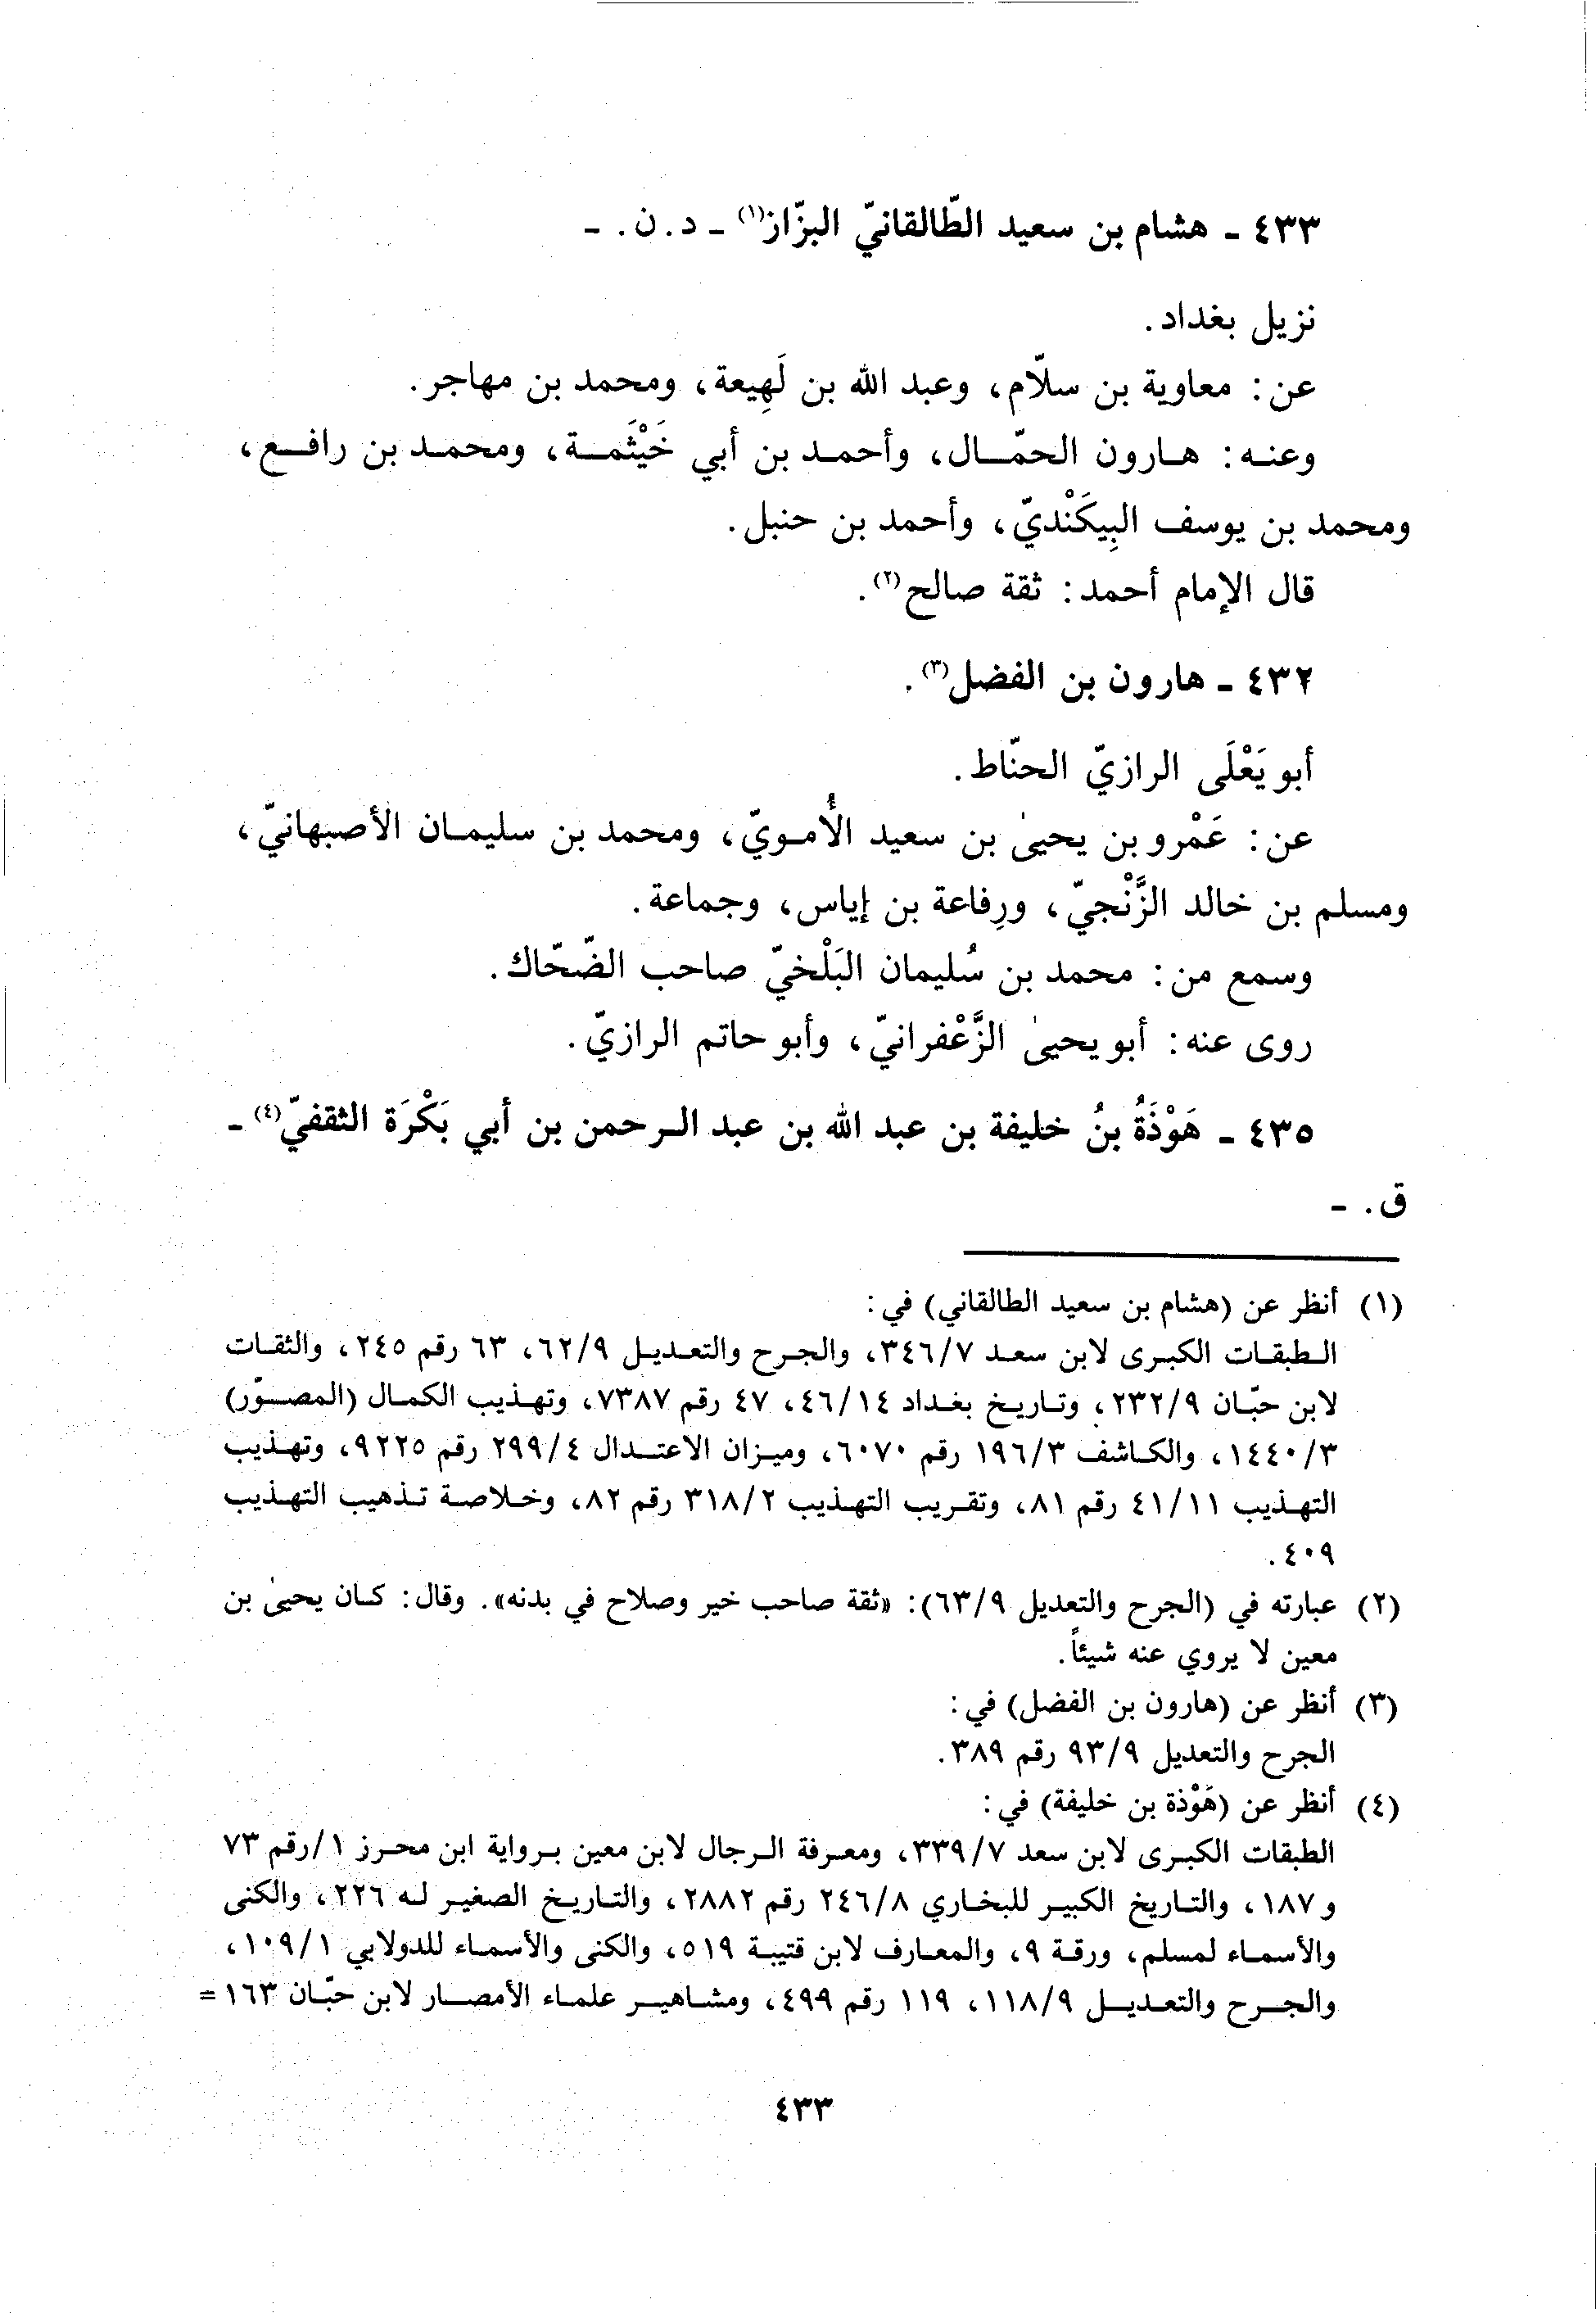 ٤٣٣ - هشام بن سعيد الطّالقانيّ البزّاز(١) - د. ن. -
نزيل بغداد.
عن: معاوية بن سلّام، وعبد الله بن لَهِيعة، ومحمد بن مهاجر.
وعنه: هارون الحمّال، وأحمد بن أبي خَيْثَمة، ومحمد بن رافع،
ومحمد بن يوسف البِيكَنْديّ، وأحمد بن حنبل.
قال الإمام أحمد: ثقة صالح(٢).
٤٣٢ - هارون بن الفضل(٣).
أبو يَعْلَى الرازيّ الحنّاط.
عن: عَمْرو بن يحيىٰ بن سعيد الأُمويّ، ومحمد بن سليمان الأصبهانيّ،
ومسلم بن خالد الزَّنْجيّ، ورِفاعة بن إياس، وجماعة.
وسمع من: محمد بن سُليمان البَلْخيّ صاحب الضّحّاك.
روى عنه: أبو يحيىٰ الزَّعْفرانيّ، وأبو حاتم الرازيّ.
٤٣٥ - هَوْذَةُ بنُ خليفة بن عبد الله بن عبد الرحمن بن أبي بَكْرَة الثقفيّ(٤) -
ق. -
(١) أنظر عن (هشام بن سعيد الطالقاني) في:
الطبقات الكبرى لابن سعد ٣٤٦/٧، والجرح والتعديل ٦٢/٩، ٦٣ رقم ٢٤٥، والثقات
لابن حبّان ٢٣٢/٩، وتاريخ بغداد ٤٦/١٤، ٤٧ رقم ٧٣٨٧، وتهذيب الكمال (المصوّر)
١٤٤٠/٣، والكاشف ١٩٦/٣ رقم ٦٠٧٠، وميزان الاعتدال ٢٩٩/٤ رقم ٩٢٢٥، وتهذيب
التهذيب ٤١/١١ رقم ٨١، وتقريب التهذيب ٣١٨/٢ رقم ٨٢، وخلاصة تذهيب التهذيب
٤٠٩.
(٢) عبارته في (الجرح والتعديل ٦٣/٩): «ثقة صاحب خير وصلاح في بدنه». وقال: كان يحيىٰ بن
معين لا يروي عنه شيئاً.
(٣) أنظر عن (هارون بن الفضل) في:
الجرح والتعديل ٩٣/٩ رقم ٣٨٩.
(٤) أنظر عن (هَوْذة بن خليفة) في:
الطبقات الكبرى لابن سعد ٣٣٩/٧، ومعرفة الرجال لابن معين برواية ابن محرز ١/رقم ٧٣
و ١٨٧، والتاريخ الكبير للبخاري ٢٤٦/٨ رقم ٢٨٨٢، والتاريخ الصغير له ٢٢٦، والكنى
والأسماء لمسلم، ورقة ٩، والمعارف لابن قتيبة ٥١٩، والكنى والأسماء للدولابي ١٠٩/١،
والجرح والتعديل ١١٨/٩، ١١٩ رقم ٤٩٩، ومشاهير علماء الأمصار لابن حبّان ١٦٣ =
٤٣٣